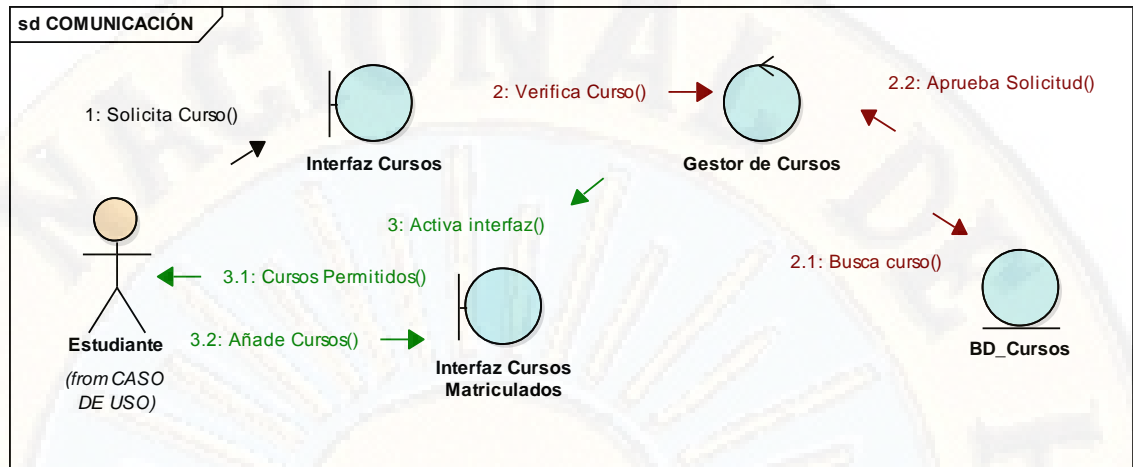 sd COMUNICACIÓN
1: Solicita Curso()
Interfaz Cursos
2: Verifica Curso()
Gestor de Cursos
2.2: Aprueba Solicitud()
3: Activa interfaz()
2.1: Busca curso()
3.1: Cursos Permitidos()
Estudiante
(from CASO
DE USO)
3.2: Añade Cursos()
Interfaz Cursos
Matriculados
BD_Cursos
NACIONAL DE